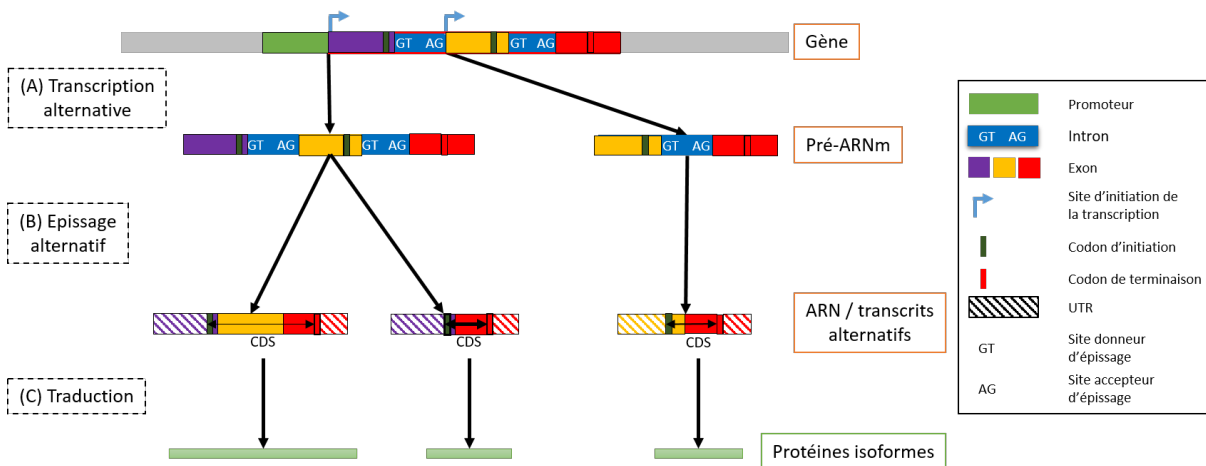 GT AG
GT AG
Gène
(A) Transcription
alternative
GT AG
GT AG
GT AG
Pré-ARNm
(B) Epissage
alternatif
CDS
CDS
CDS
ARN / transcrits
alternatifs
(C) Traduction
Protéines isoformes
Promoteur
GT AG
Intron
Exon
Site d'initiation de
la transcription
Codon d'initiation
Codon de terminaison
UTR
GT
Site donneur
d'épissage
AG
Site accepteur
d'épissage